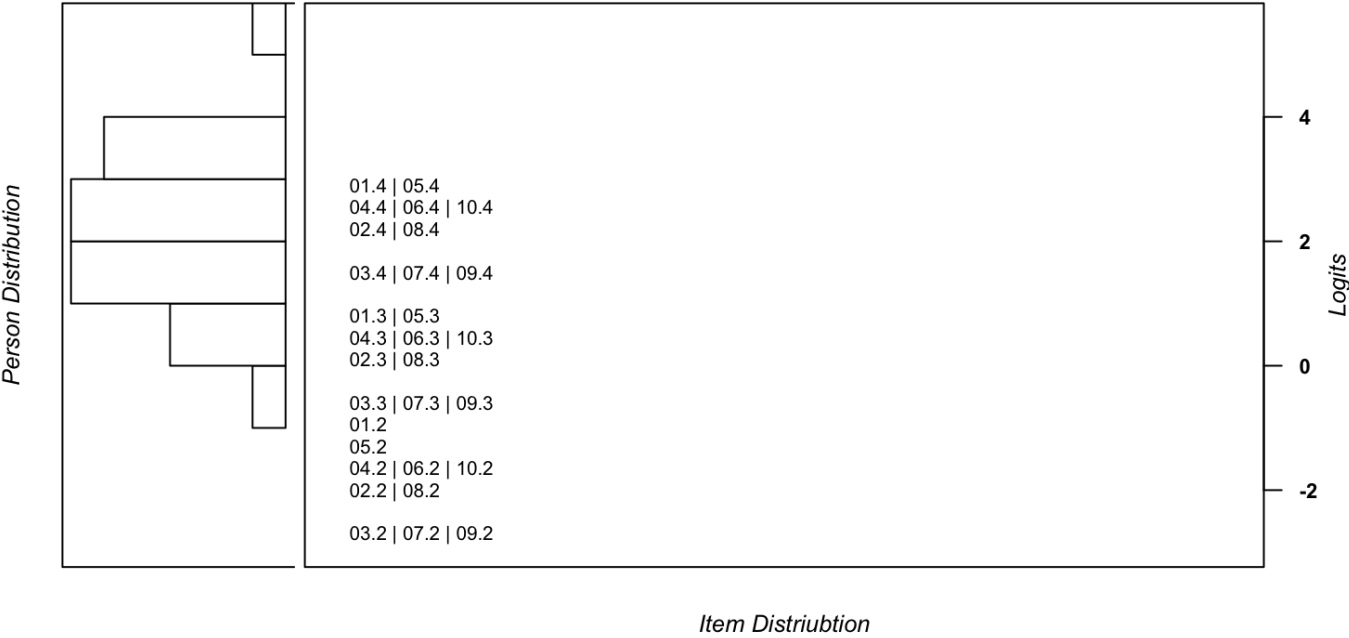 Person Distribution
01.4 | 05.4
04.4 | 06.4 | 10.4
02.4 | 08.4
03.4 | 07.4 | 09.4
01.3 | 05.3
04.3 | 06.3 | 10.3
02.3 | 08.3
03.3 | 07.3 | 09.3
01.2
05.2
04.2 | 06.2 | 10.2
02.2 | 08.2
03.2 | 07.2 | 09.2
4
2
0
-2
Logits
Item Distriubtion